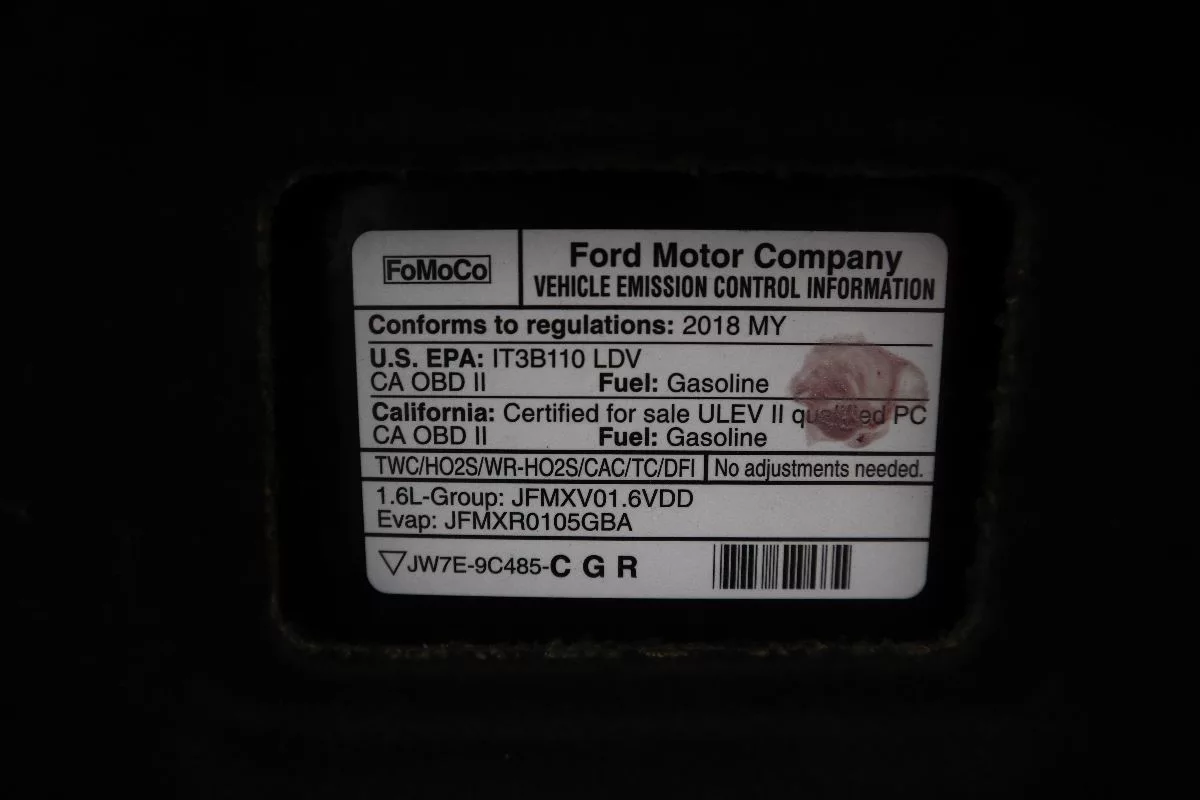 FoMoCo
Ford Motor Company
VEHICLE EMISSION CONTROL INFORMATION
Conforms to regulations: 2018 MY
U.S. EPA: IT3B110 LDV
CA OBD II Fuel: Gasoline
California: Certified for sale ULEV II qualified PC
CA OBD II Fuel: Gasoline
TWC/HO2S/WR-HO2S/CAC/TC/DFI No adjustments needed.
1.6L-Group: JFMXV01.6VDD
Evap: JFMXR0105GBA
JW7E-9C485-C G R